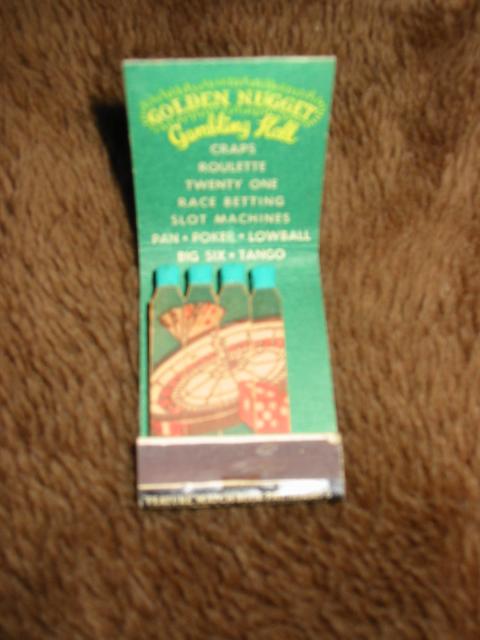 GOLDEN NUGGET
Gambling Hall
CRAPS
ROULETTE
TWENTY ONE
RACE BETTING
SLOT MACHINES
PAN • POKER • LOWBALL
BIG SIX • TANGO